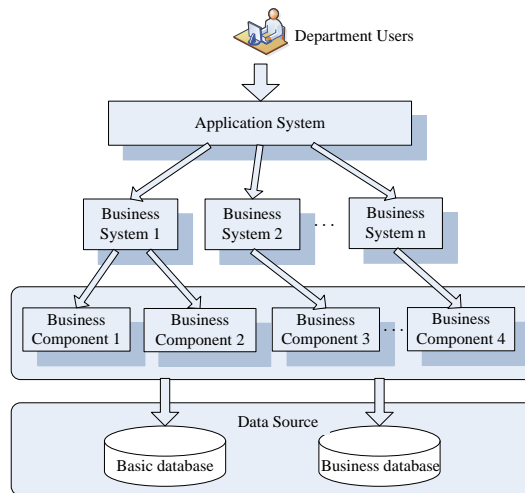 Department Users
Application System
Business
System 1
Business
System 2
. . .
Business
System n
Business
Component 1
Business
Component 2
Business
Component 3
. . .
Business
Component 4
Data Source
Basic database
Business database